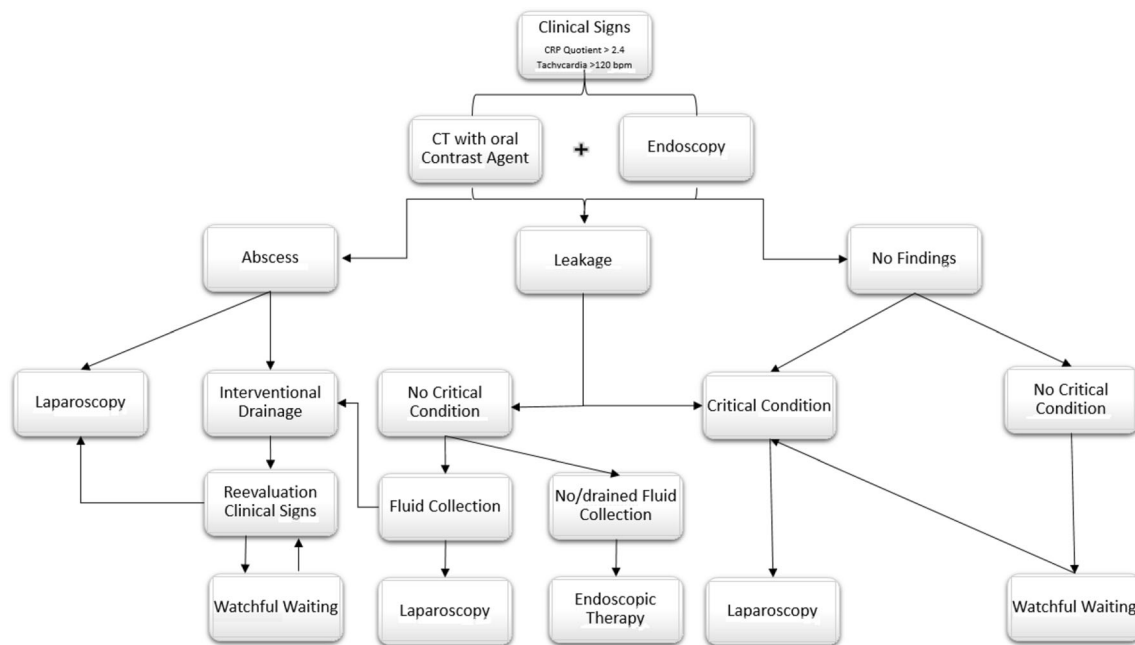 Clinical Signs
CRP Quotient > 2.4
Tachycardia >120 bpm
CT with oral
Contrast Agent
+
Endoscopy
Abscess
Leakage
No Findings
Laparoscopy
Interventional
Drainage
No Critical
Condition
Critical Condition
No Critical
Condition
Reevaluation
Clinical Signs
Fluid Collection
No/drained Fluid
Collection
Watchful Waiting
Laparoscopy
Endoscopic
Therapy
Laparoscopy
Watchful Waiting